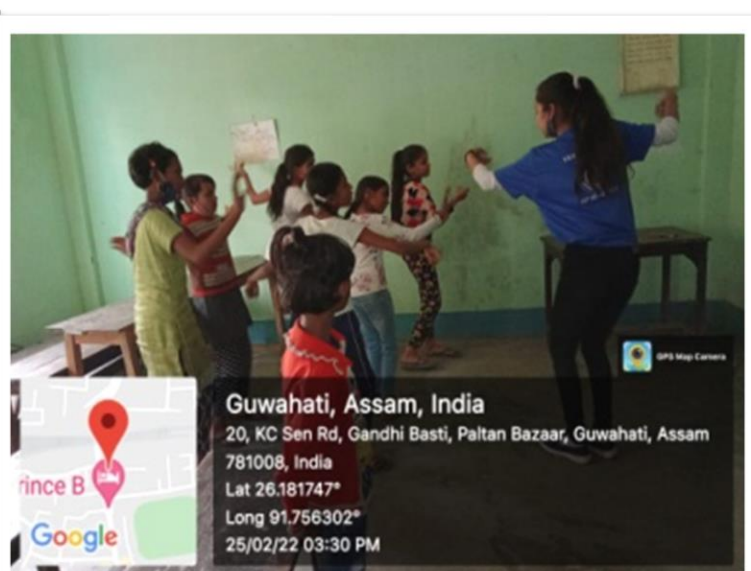 GPS Map Camera
Guwahati, Assam, India
20, KC Sen Rd, Gandhi Basti, Paltan Bazaar, Guwahati, Assam
781008, India
Lat 26.181747°
Long 91.756302°
25/02/22 03:30 PM
rince B
Google